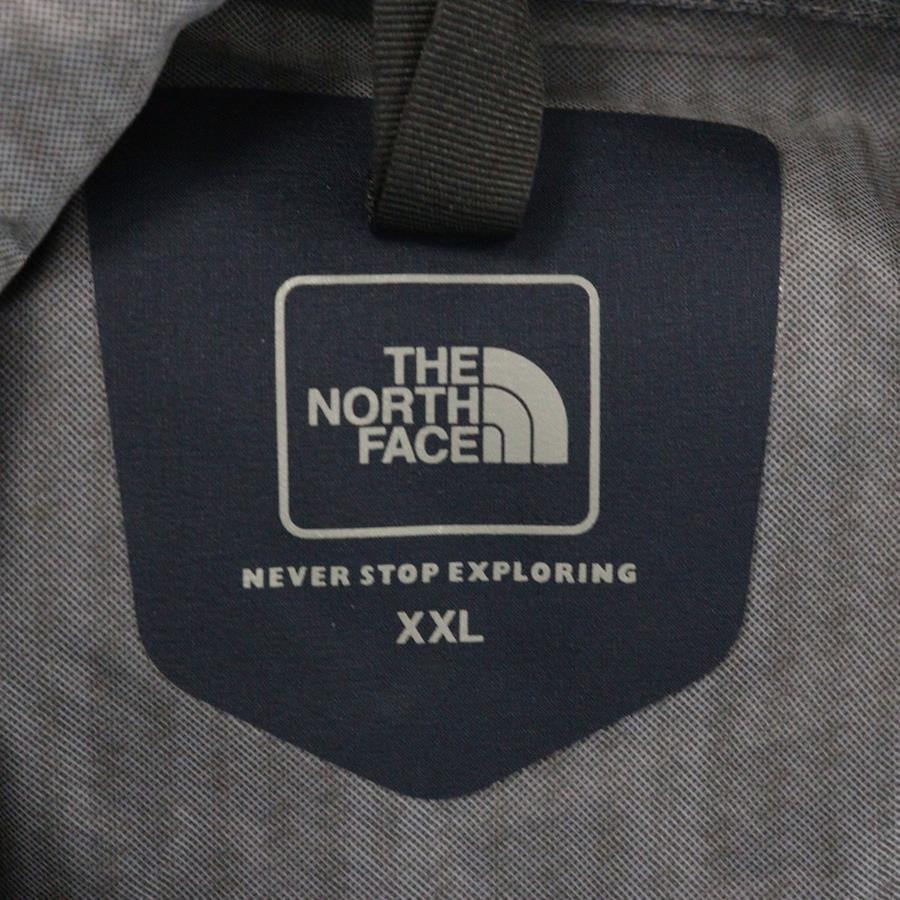 THE
NORTH
FACE
NEVER STOP EXPLORING
XXL